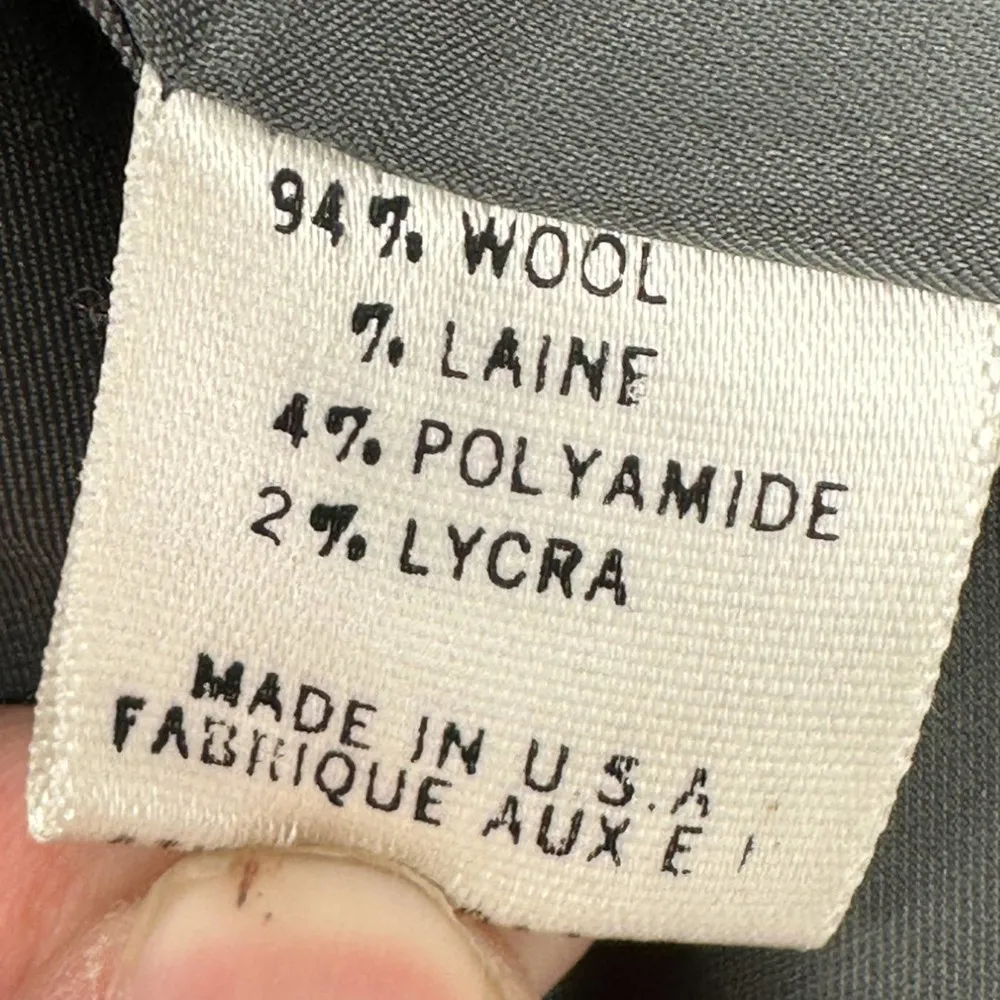 94% WOOL
% LAINE
4% POLYAMIDE
2% LYCRA
MADE IN U.S.A
FABRIQUE AUX E